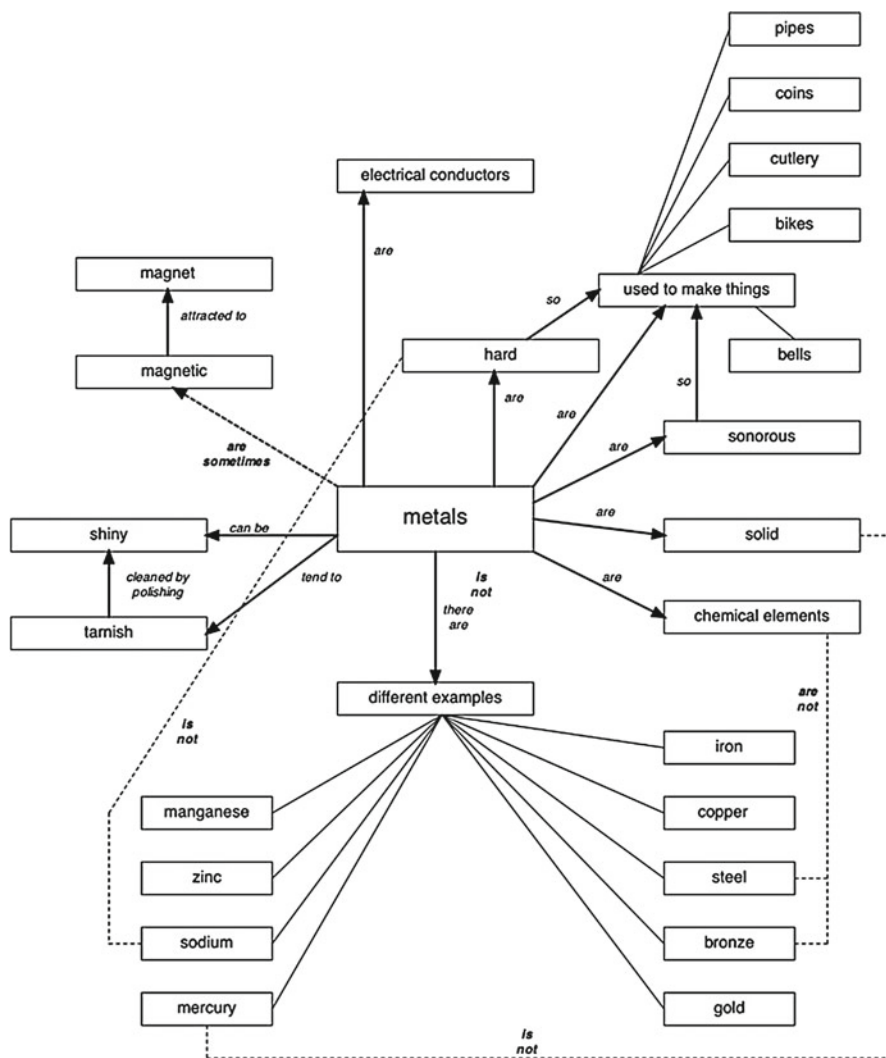 pipes
coins
cutlery
bikes
electrical conductors
are
magnet
used to make things
so
attracted to
hard
bells
magnetic
are
so
are
are
sometimes
are
sonorous
metals
are
shiny
can be
solid
cleaned by
polishing
tend to
is
not
are
there
are
tarnish
chemical elements
different examples
are
not
is
not
iron
manganese
copper
zinc
steel
sodium
bronze
mercury
gold
is
not